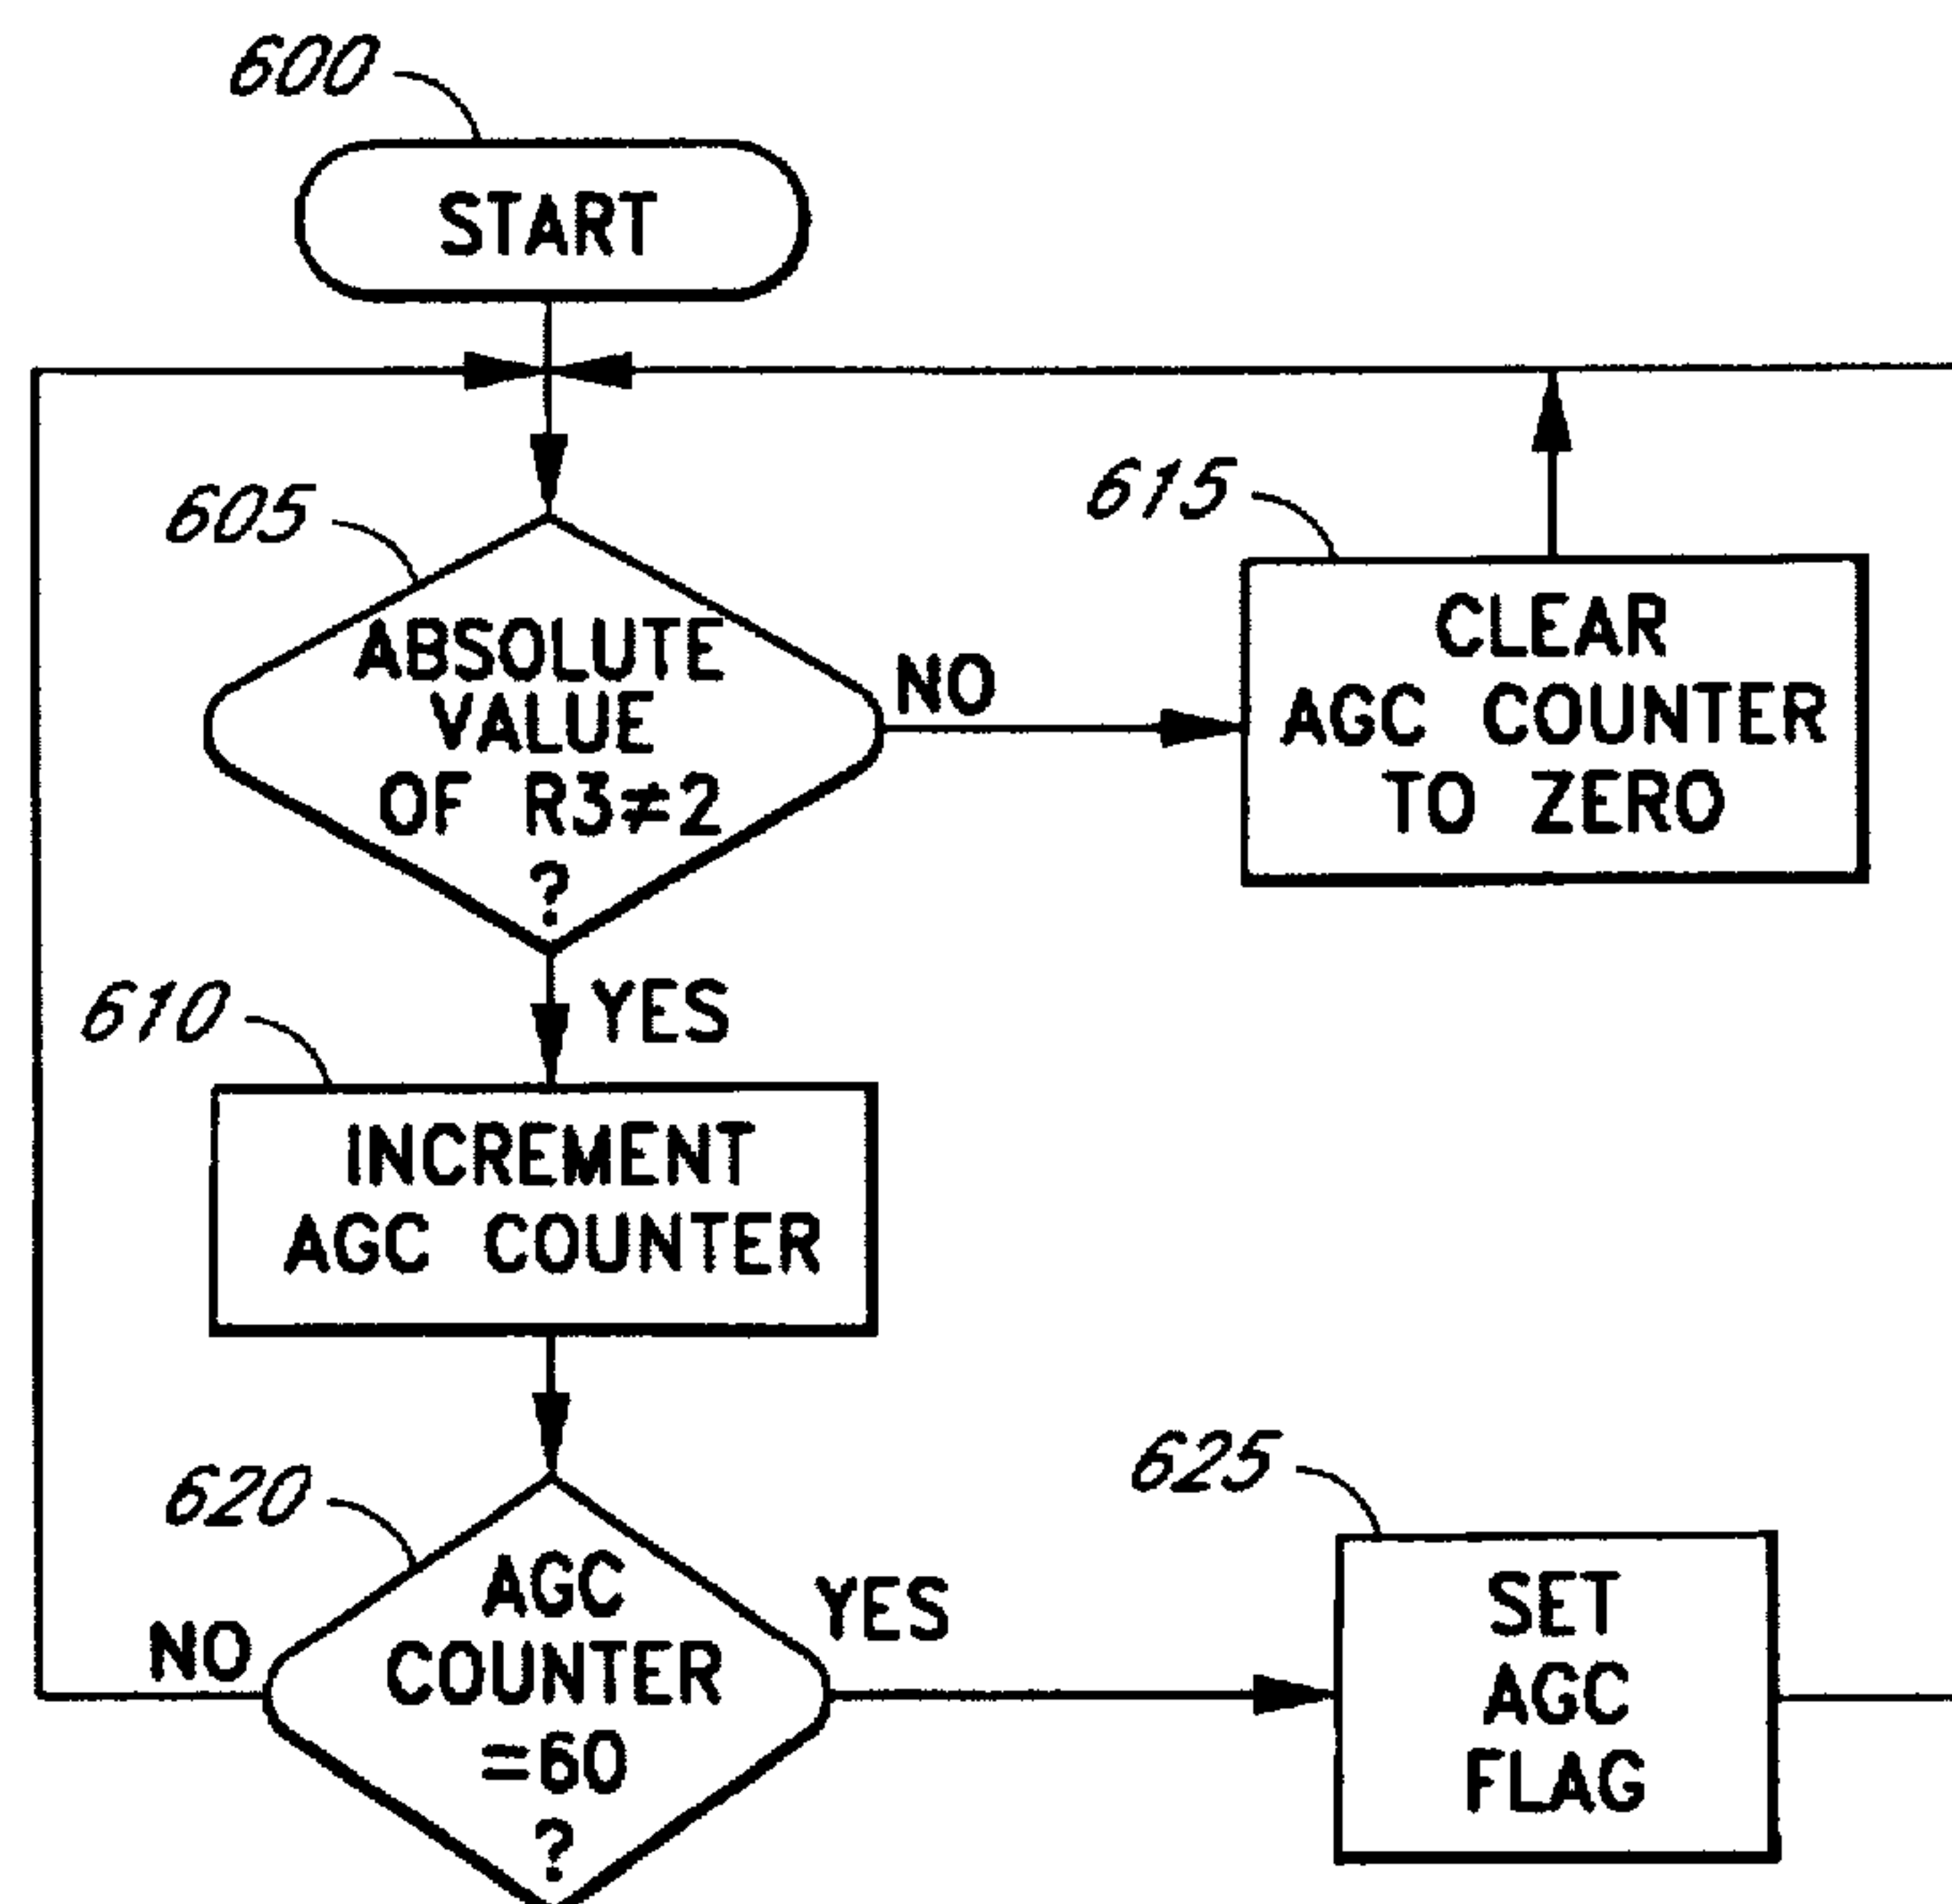 600
START
605
ABSOLUTE
VALUE
OF R3≠2
?
NO
615
CLEAR
AGC COUNTER
TO ZERO
YES
610
INCREMENT
AGC COUNTER
620
AGC
COUNTER
=60
?
NO
YES
625
SET
AGC
FLAG